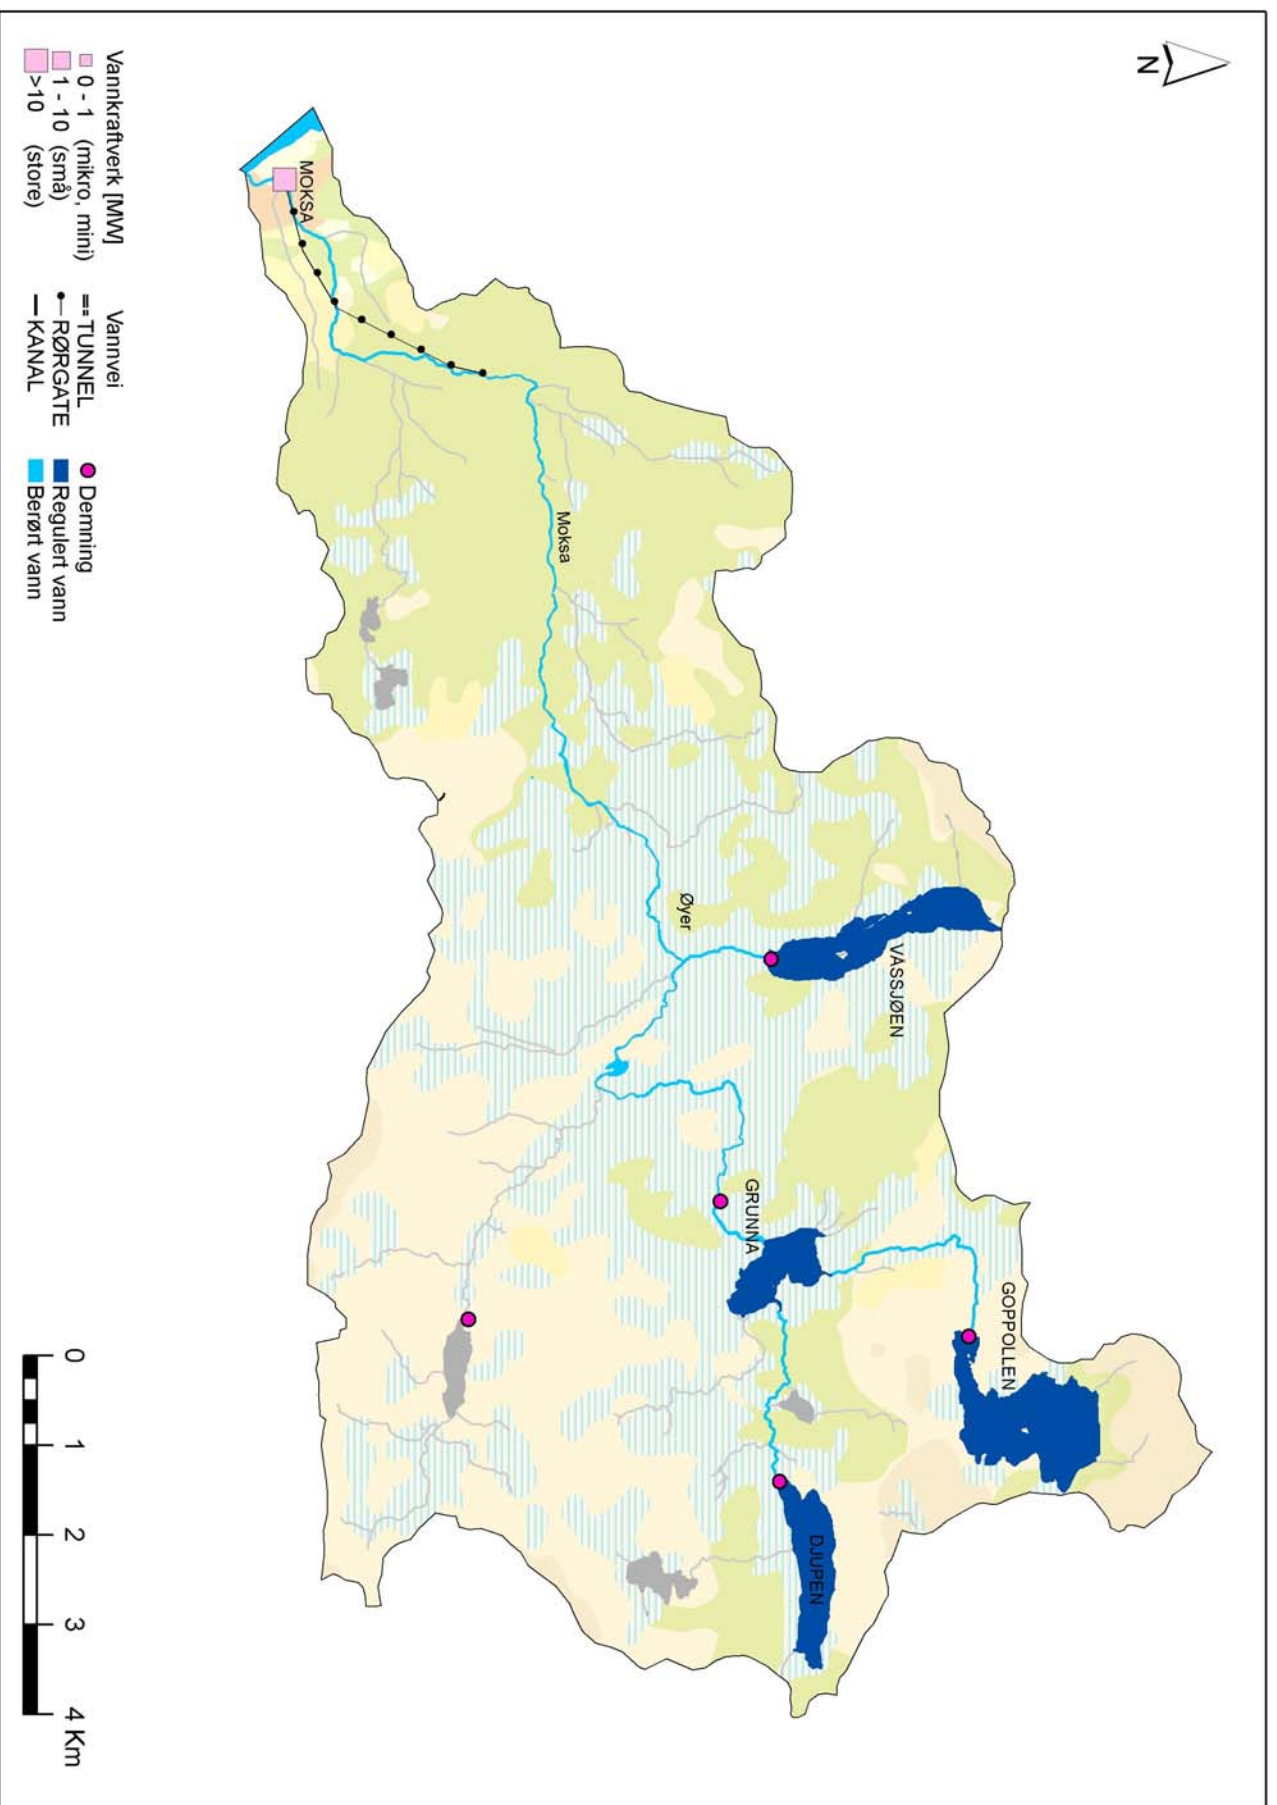 N
MOKSA
Moksa
Øyer
VASSJØEN
GRUNNA
GOPPOLLEN
DJUPEN
Vannkraftverk [MW]
0 - 1 (mikro, mini)
1 - 10 (små)
>10 (store)
Vannvei
TUNNEL
RØRGATE
KANAL
Demning
Regulert vann
Berørt vann
0 1 2 3 4 Km